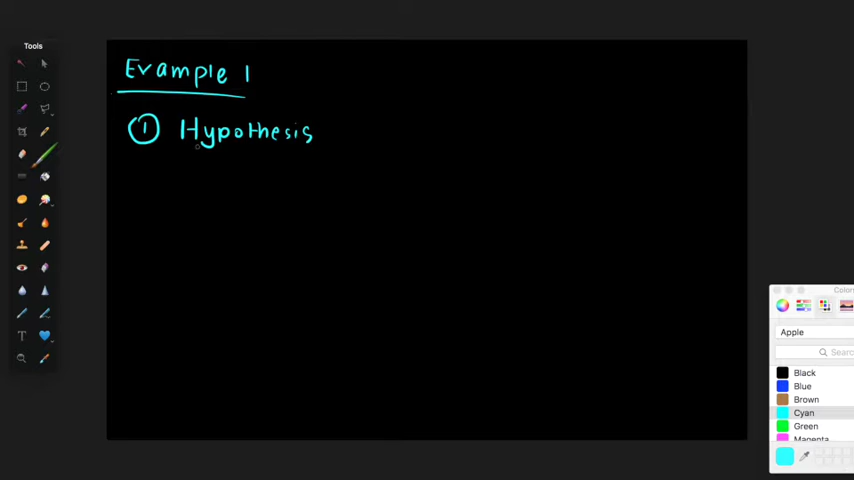 Tools
Example 1
① Hypothesis
Apple
Black
Blue
Brown
Cyan
Green